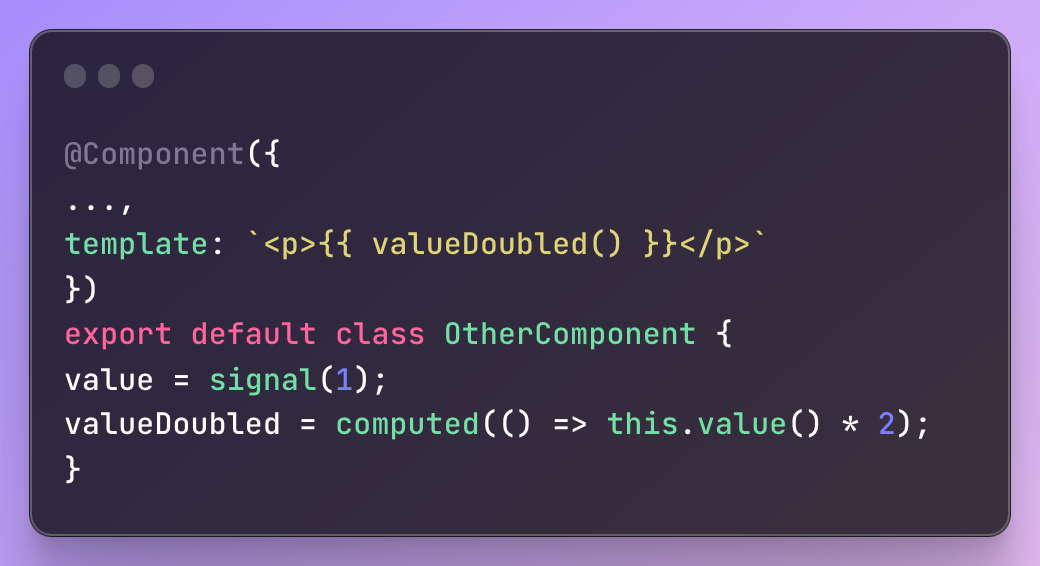 @Component({
...,
template: `<p>{{ valueDoubled() }}</p>`
})
export default class OtherComponent {
value = signal(1);
valueDoubled = computed(() => this.value() * 2);
}